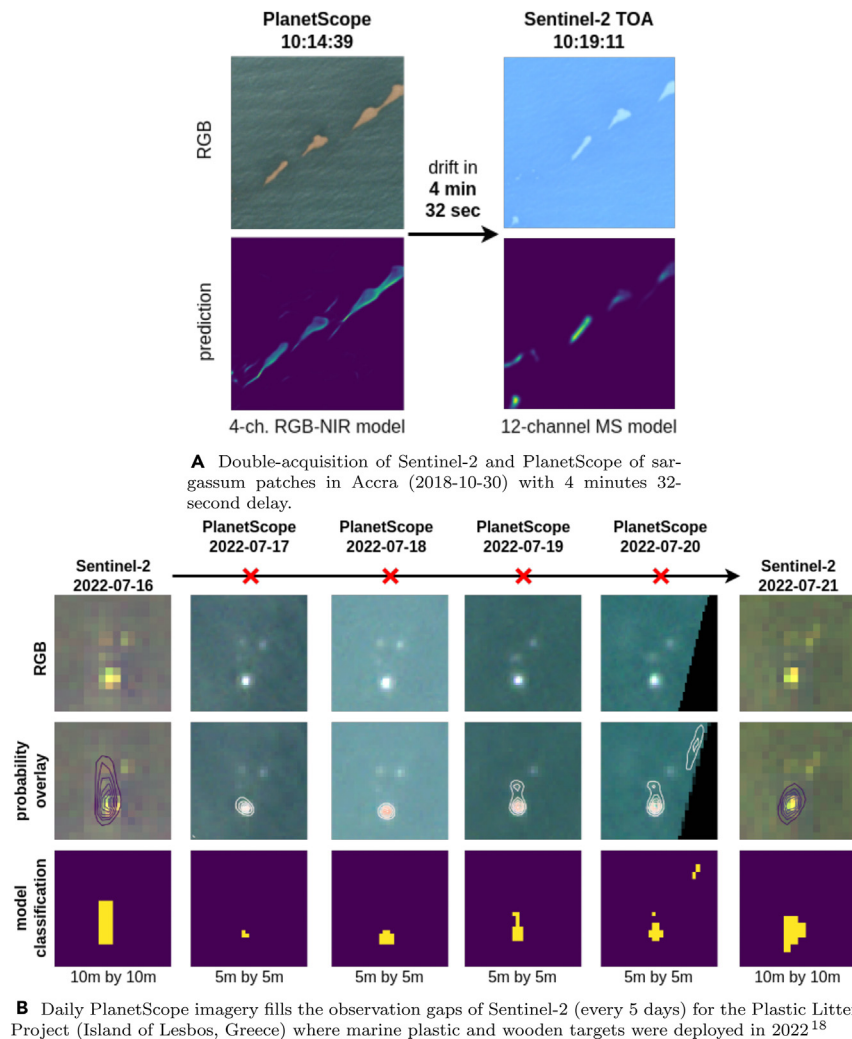 PlanetScope
10:14:39
Sentinel-2 TOA
10:19:11
RGB
drift in
4 min
32 sec
prediction
4-ch. RGB-NIR model
12-channel MS model
A Double-acquisition of Sentinel-2 and PlanetScope of sar-
gassum patches in Accra (2018-10-30) with 4 minutes 32-
second delay.
Sentinel-2
2022-07-16
PlanetScope
2022-07-17
PlanetScope
2022-07-18
PlanetScope
2022-07-19
PlanetScope
2022-07-20
Sentinel-2
2022-07-21
RGB
probability
overlay
model
classification
10m by 10m
5m by 5m
5m by 5m
5m by 5m
5m by 5m
10m by 10m
B Daily PlanetScope imagery fills the observation gaps of Sentinel-2 (every 5 days) for the Plastic Litter
Project (Island of Lesbos, Greece) where marine plastic and wooden targets were deployed in 2022 18